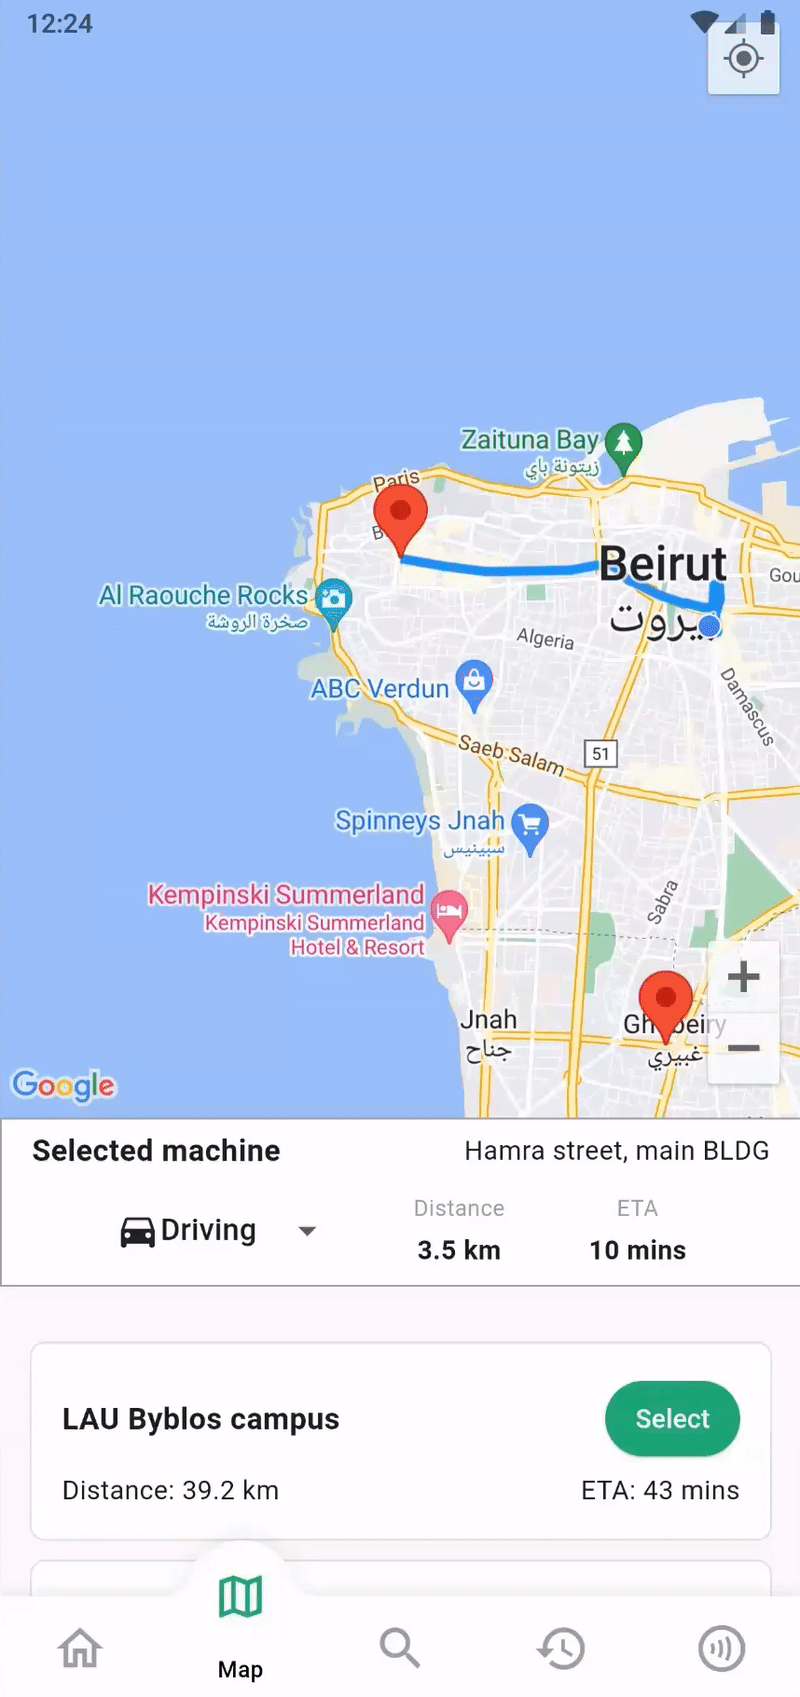 12:24
Zaituna Bay
زيتونة باي
Paris
Beirut
بيروت
Gou
Al Raouche Rocks
صخرة الروشة
Algeria
ABC Verdun
Damascus
Saeb Salam
51
Spinneys Jnah
سبينيس
Kempinski Summerland
Kempinski Summerland
Hotel & Resort
Sabra
+
Jnah
جناح
غبيري
−
Google
Selected machine
Hamra street, main BLDG
Driving
Distance
ETA
3.5 km
10 mins
LAU Byblos campus
Select
Distance: 39.2 km
ETA: 43 mins
Map